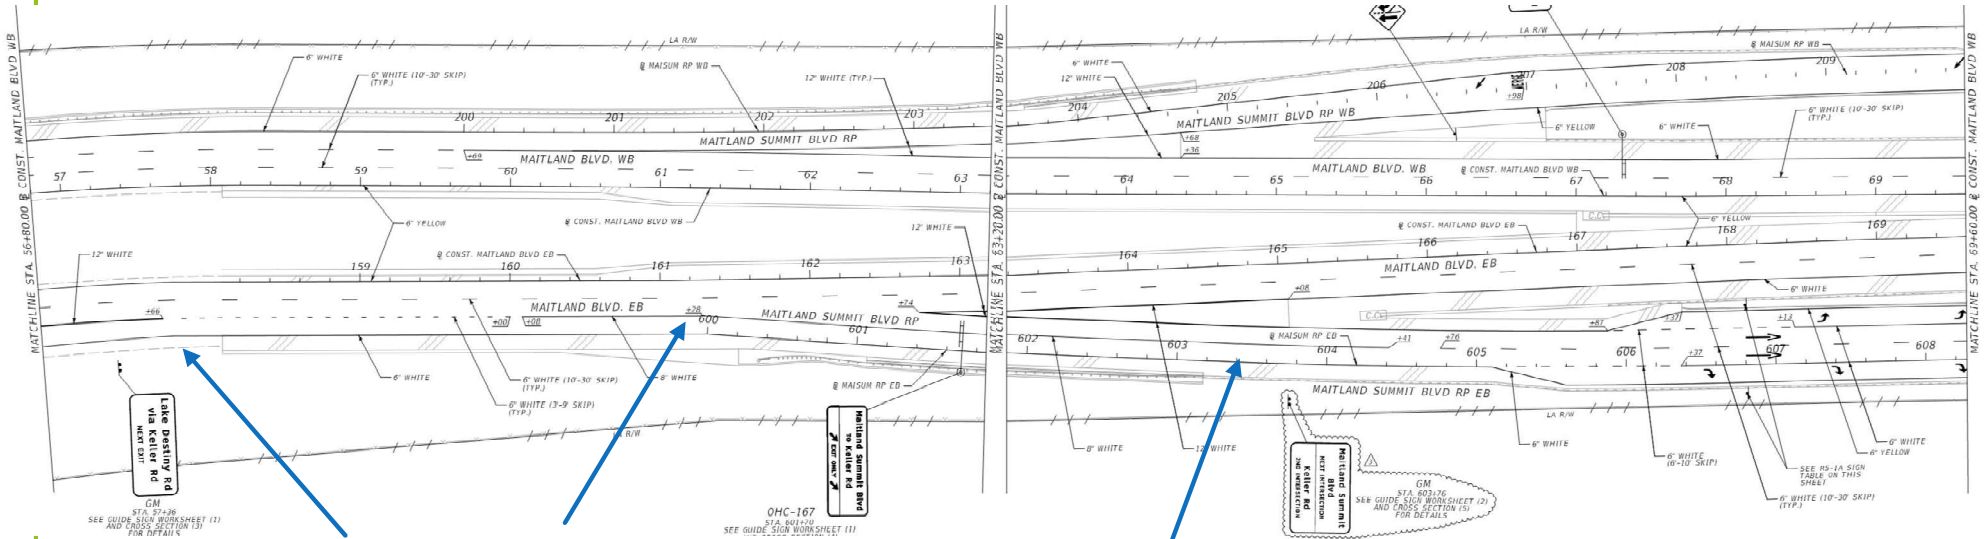 MATCHLINE STA. 56+80.00 ℄ CONST. MAITLAND BLVD WB
LA R/W
6" WHITE
6" WHITE (10'-30' SKIP)
(TYP.)
℄ MAISUM RP WB
12" WHITE (TYP.)
200
201
202
203
MAITLAND SUMMIT BLVD RP
+69
MAITLAND BLVD. WB
57
58
59
60
61
62
63
6" YELLOW
℄ CONST. MAITLAND BLVD WB
12" WHITE
12" WHITE
℄ CONST. MAITLAND BLVD EB
159
160
161
162
163
+66
+00
+08
MAITLAND BLVD. EB
+28
600
MAITLAND SUMMIT BLVD RP
601
+74
6" WHITE
6" WHITE (10'-30' SKIP)
(TYP.)
8" WHITE
6" WHITE (3'-9' SKIP)
(TYP.)
℄ MAISUM RP EB
LA R/W
Lake Destiny Rd
via Keller Rd
NEXT EXIT
GM
STA. 57+36
SEE GUIDE SIGN WORKSHEET (1)
AND CROSS SECTION (3)
FOR DETAILS
Maitland Summit Blvd
TO Keller Rd
EXIT ONLY
OHC-167
STA. 601+70
SEE GUIDE SIGN WORKSHEET (1)
MATCHLINE STA. 63+20.00 ℄ CONST. MAITLAND BLVD WB
LA R/W
6" WHITE
12" WHITE
℄ MAISUM RP WB
204
205
206
207
208
209
+98
MAITLAND SUMMIT BLVD RP WB
6" YELLOW
6" WHITE
6" WHITE (10'-30' SKIP)
(TYP.)
+68
+36
MAITLAND BLVD. WB
℄ CONST. MAITLAND BLVD WB
64
65
66
67
68
69
6" YELLOW
℄ CONST. MAITLAND BLVD EB
164
165
166
167
168
169
MAITLAND BLVD. EB
+08
6" WHITE
℄ MAISUM RP EB
+41
+76
+87
+37
+13
+37
602
603
604
605
606
607
608
MAITLAND SUMMIT BLVD RP EB
LA R/W
8" WHITE
12" WHITE
6" WHITE
6" WHITE
(6'-10' SKIP)
6" WHITE
6" YELLOW
SEE R5-1A SIGN
TABLE ON THIS
SHEET
6" WHITE (10'-30' SKIP)
(TYP.)
Maitland Summit
Blvd
NEXT INTERSECTION
Keller Rd
2ND INTERSECTION
GM
STA. 603+76
SEE GUIDE SIGN WORKSHEET (2)
AND CROSS SECTION (5)
FOR DETAILS
MATCHLINE STA. 69+60.00 ℄ CONST. MAITLAND BLVD WB